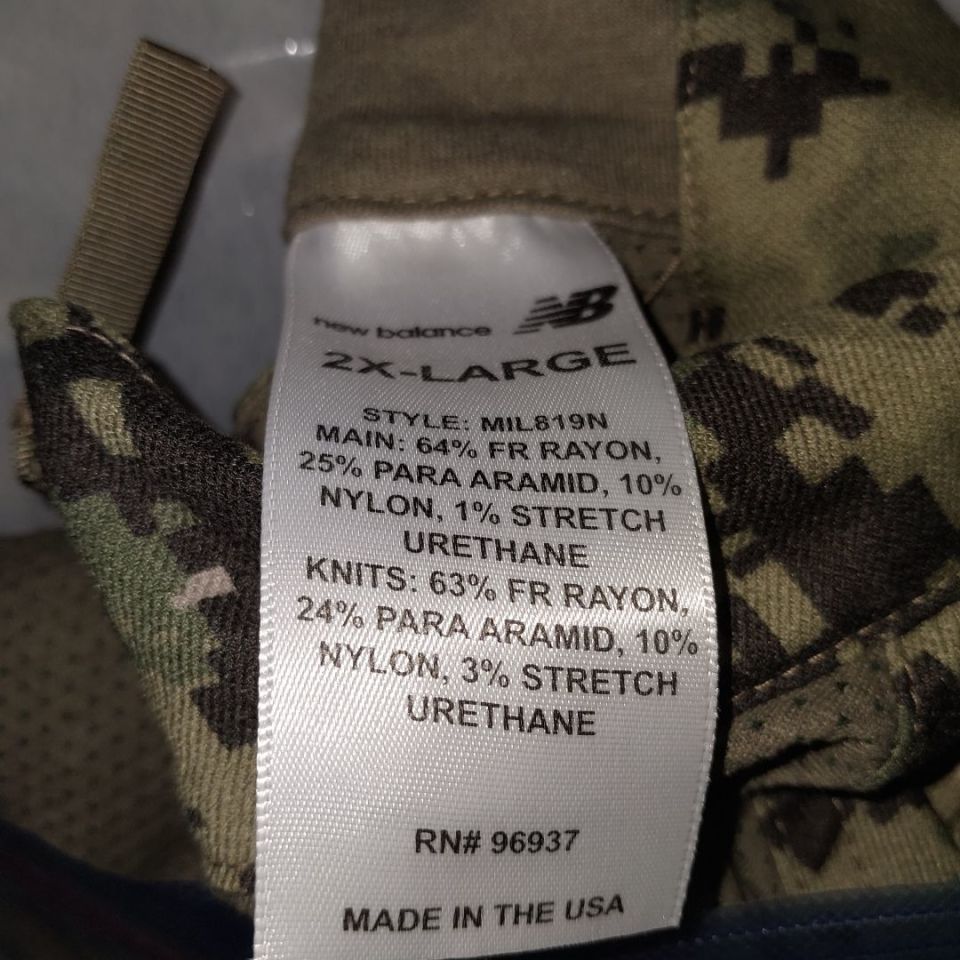 new balance NB
2X-LARGE
STYLE: MIL819N
MAIN: 64% FR RAYON,
25% PARA ARAMID, 10%
NYLON, 1% STRETCH
URETHANE
KNITS: 63% FR RAYON,
24% PARA ARAMID, 10%
NYLON, 3% STRETCH
URETHANE
RN# 96937
MADE IN THE USA